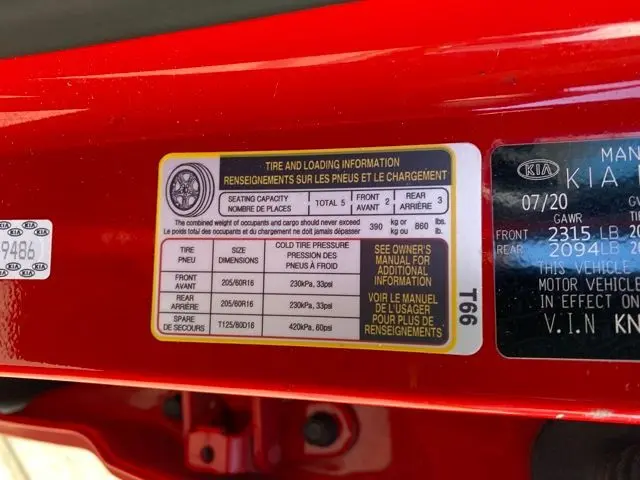 TIRE AND LOADING INFORMATION
RENSEIGNEMENTS SUR LES PNEUS ET LE CHARGEMENT
SEATING CAPACITY
NOMBRE DE PLACES
TOTAL 5
FRONT
AVANT 2
REAR
ARRIÈRE 3
The combined weight of occupants and cargo should never exceed
Le poids total des occupants et du chargement ne doit jamais dépasser
390 kg or
kg ou
860 lbs.
lb.
TIRE
PNEU
SIZE
DIMENSIONS
COLD TIRE PRESSURE
PRESSION DES
PNEUS À FROID
FRONT
AVANT
205/60R16
230kPa, 33psi
REAR
ARRIÈRE
205/60R16
230kPa, 33psi
SPARE
DE SECOURS
T125/80D16
420kPa, 60psi
SEE OWNER'S
MANUAL FOR
ADDITIONAL
INFORMATION
VOIR LE MANUEL
DE L'USAGER
POUR PLUS DE
RENSEIGNEMENTS
T66
9486
KIA
KIA
KIA
MAN
KIA
07/20
GAWR
FRONT 2315 LB
REAR 2094 LB
THIS VEHICLE
MOTOR VEHICLE
IN EFFECT ON
V.I.N KN